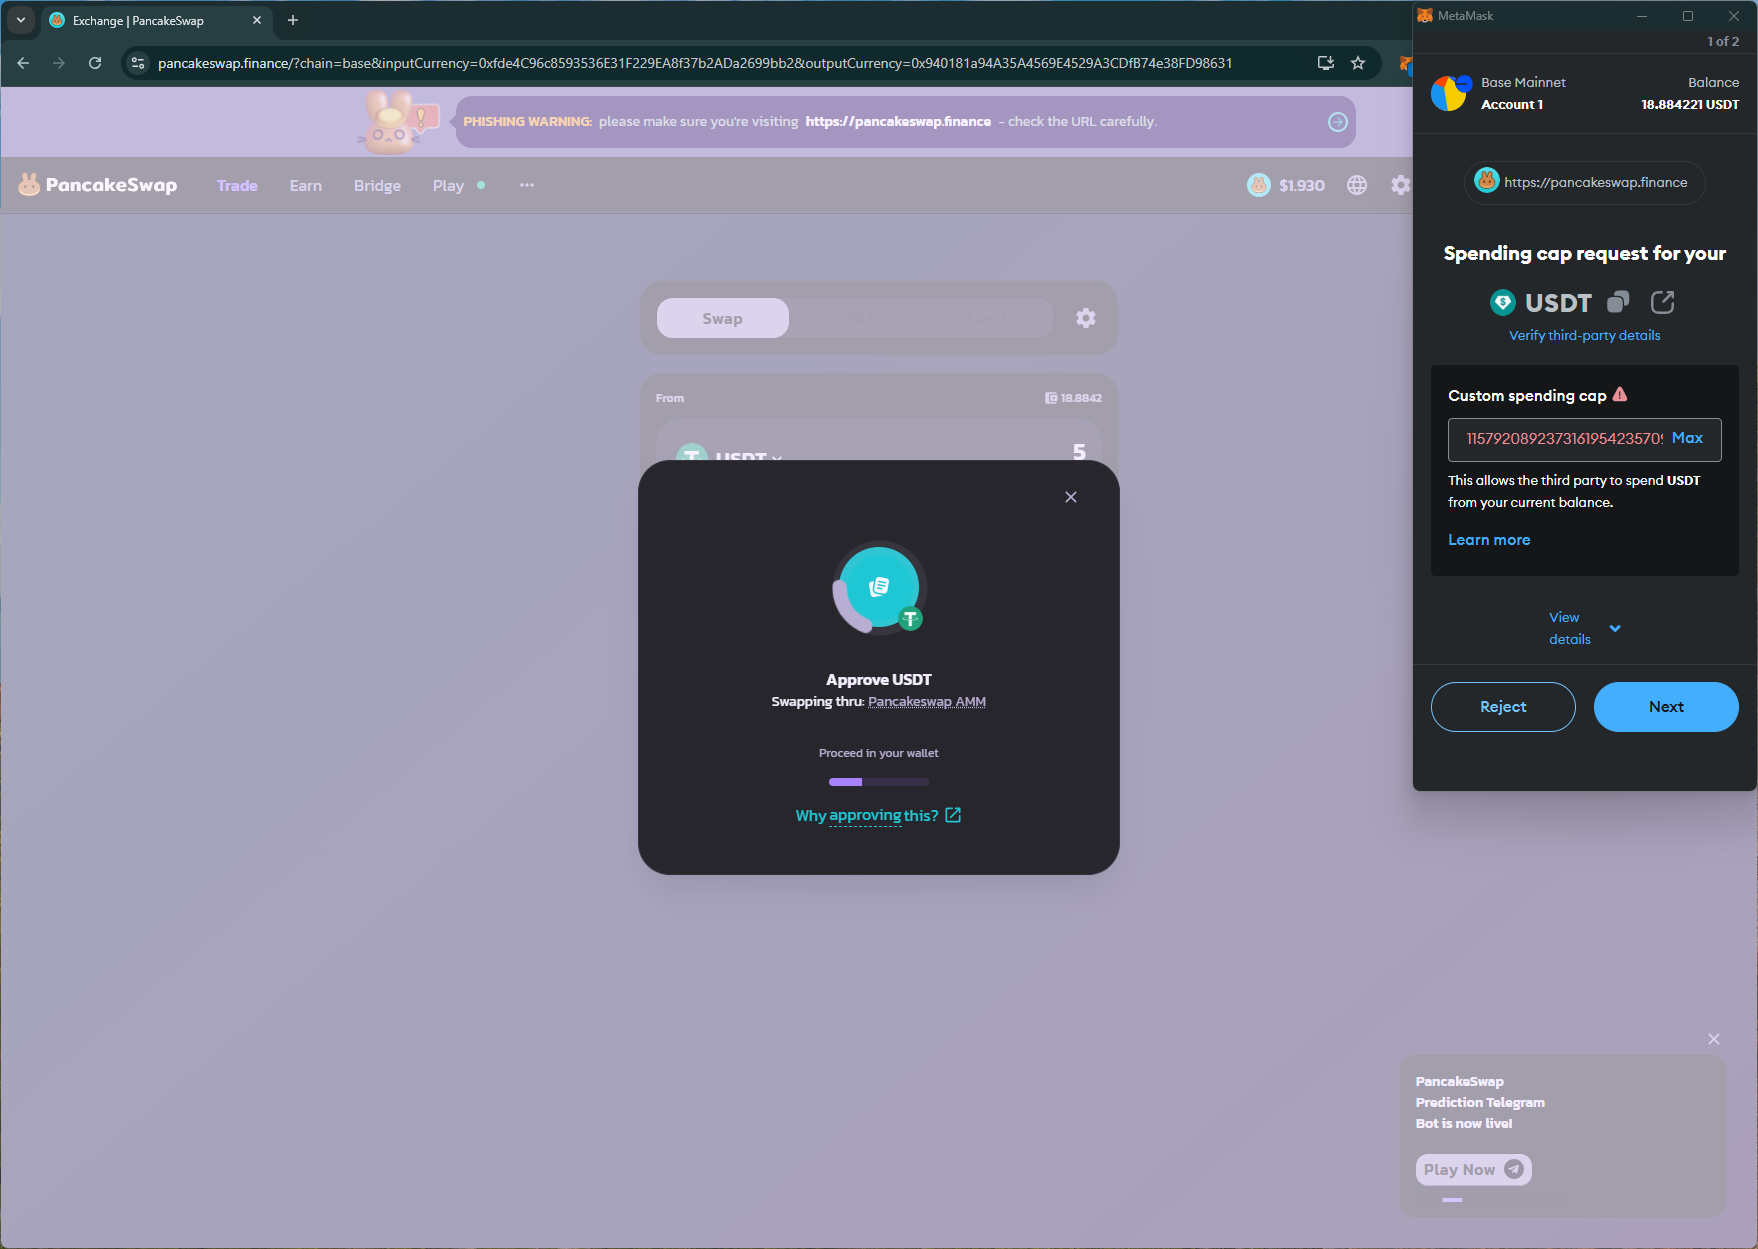 Exchange | PancakeSwap
pancakeswap.finance/?chain=base&inputCurrency=0xfde4C96c8593536E31F229EA8f37b2ADa2699bb2&outputCurrency=0x940181a94A35A4569E4529A3CDfB74e38FD98631
PHISHING WARNING: please make sure you're visiting https://pancakeswap.finance - check the URL carefully.
PancakeSwap Trade Earn Bridge Play $1.930
Swap TWAP Limit
From 18.8842
USDT 5
Approve USDT
Swapping thru: Pancakeswap AMM
Proceed in your wallet
Why approving this?
MetaMask
1 of 2
Base Mainnet Balance
Account 1 18.884221 USDT
https://pancakeswap.finance
Spending cap request for your
USDT
Verify third-party details
Custom spending cap
115792089237316195423570 Max
This allows the third party to spend USDT
from your current balance.
Learn more
View
details
Reject Next
PancakeSwap
Prediction Telegram
Bot is now live!
Play Now